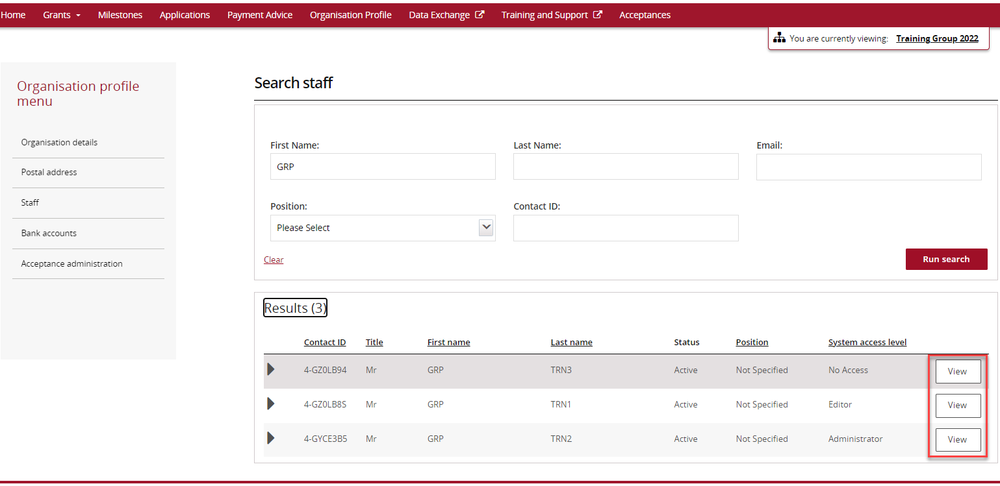 Home Grants Milestones Applications Payment Advice Organisation Profile Data Exchange Training and Support Acceptances
You are currently viewing: Training Group 2022
Organisation profile
menu
Organisation details
Postal address
Staff
Bank accounts
Acceptance administration
Search staff
First Name: Last Name: Email:
GRP
Position: Contact ID:
Please Select
Clear Run search
Results (3)
Contact ID Title First name Last name Status Position System access level
4-GZ0LB94 Mr GRP TRN3 Active Not Specified No Access View
4-GZ0LB8S Mr GRP TRN1 Active Not Specified Editor View
4-GYCE3B5 Mr GRP TRN2 Active Not Specified Administrator View